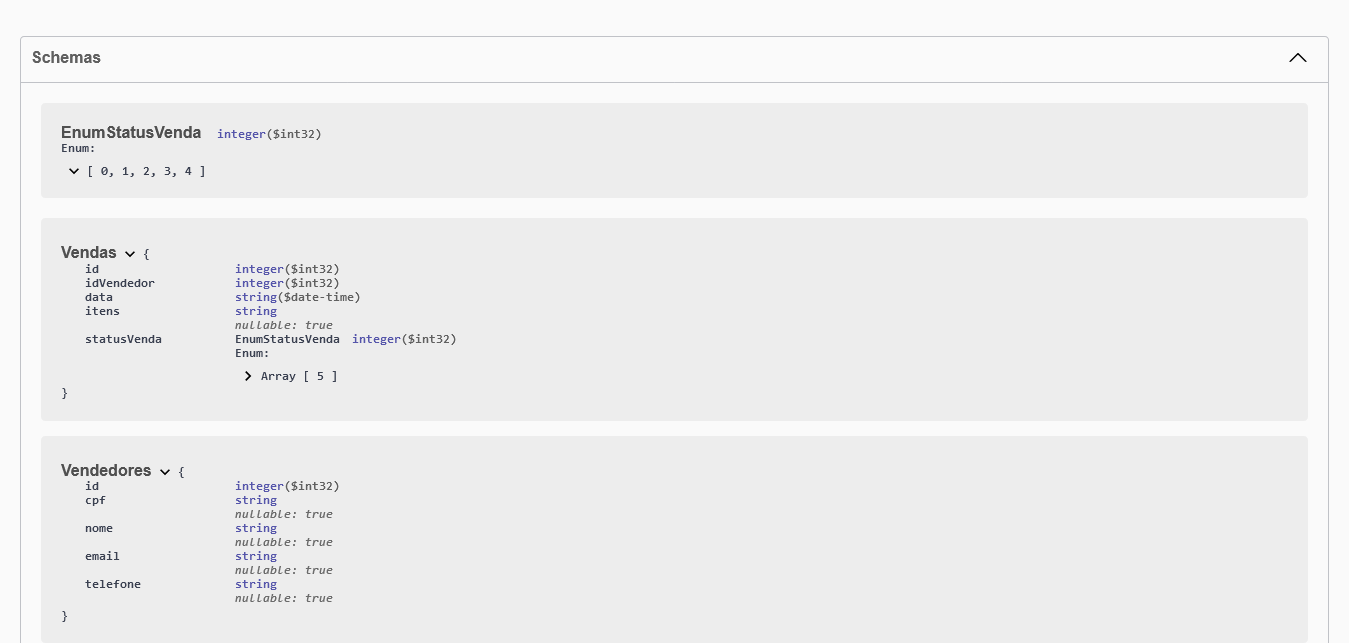 Schemas
EnumStatusVenda integer($int32)
Enum:
[ 0, 1, 2, 3, 4 ]
Vendas {
id integer($int32)
idVendedor integer($int32)
data string($date-time)
itens string
nullable: true
statusVenda EnumStatusVenda integer($int32)
Enum:
Array [ 5 ]
}
Vendedores {
id integer($int32)
cpf string
nullable: true
nome string
nullable: true
email string
nullable: true
telefone string
nullable: true
}